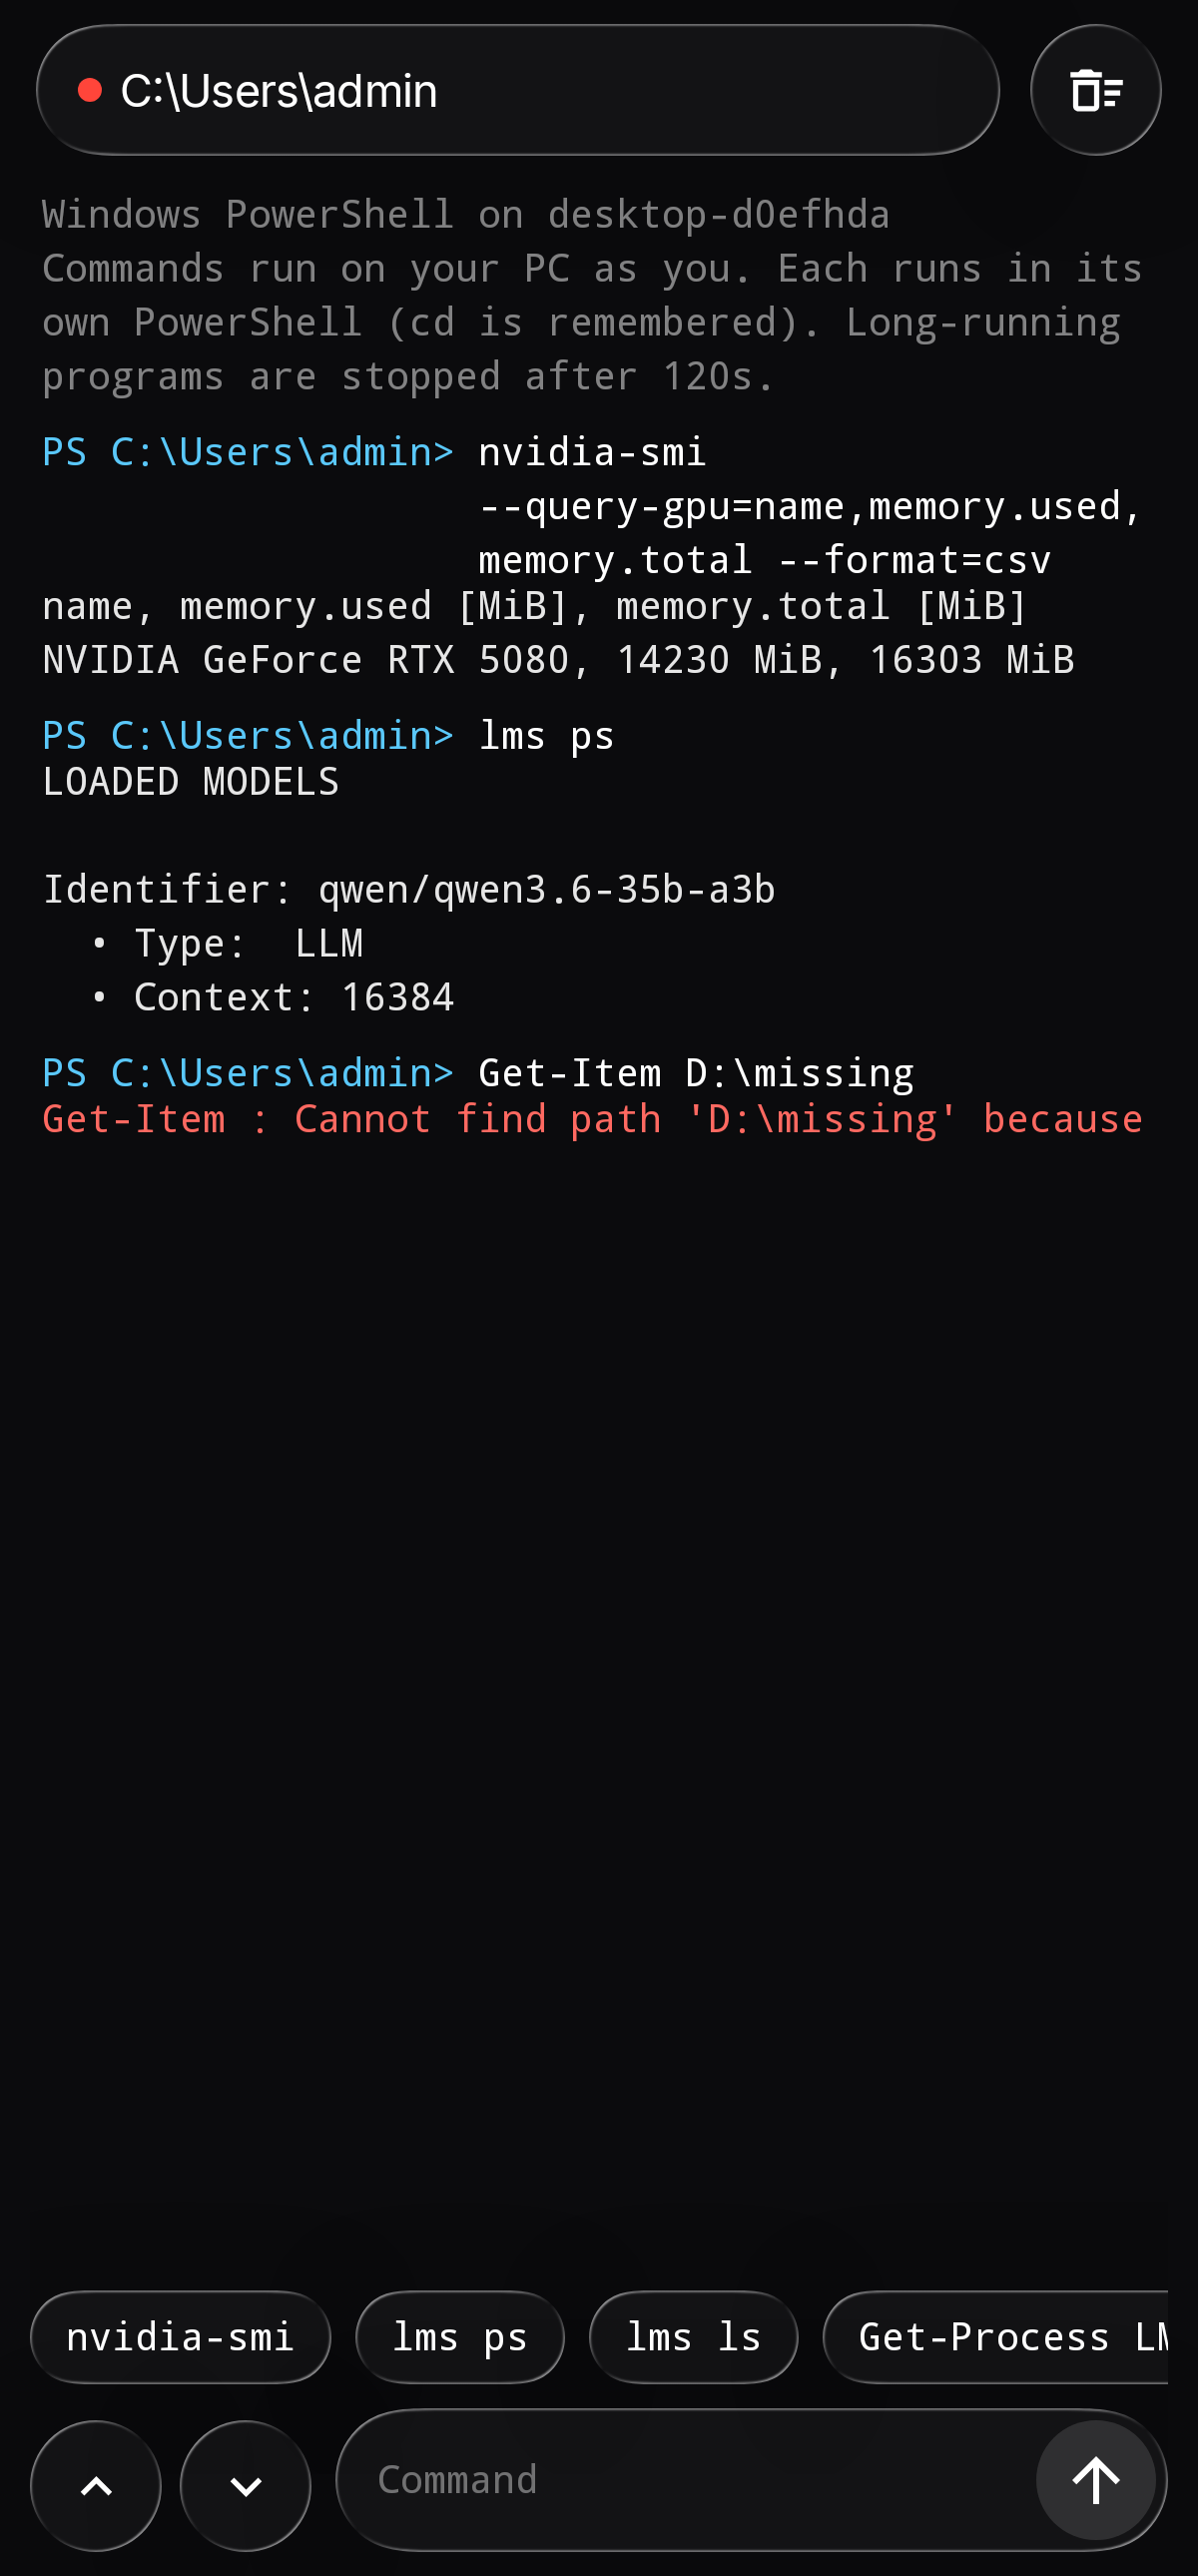 C:\Users\admin
Windows PowerShell on desktop-d0efhda
Commands run on your PC as you. Each runs in its
own PowerShell (cd is remembered). Long-running
programs are stopped after 120s.
PS C:\Users\admin> nvidia-smi
--query-gpu=name,memory.used,
memory.total --format=csv
name, memory.used [MiB], memory.total [MiB]
NVIDIA GeForce RTX 5080, 14230 MiB, 16303 MiB
PS C:\Users\admin> lms ps
LOADED MODELS
Identifier: qwen/qwen3.6-35b-a3b
• Type:  LLM
• Context: 16384
PS C:\Users\admin> Get-Item D:\missing
Get-Item : Cannot find path 'D:\missing' because
nvidia-smi
lms ps
lms ls
Get-Process
Command